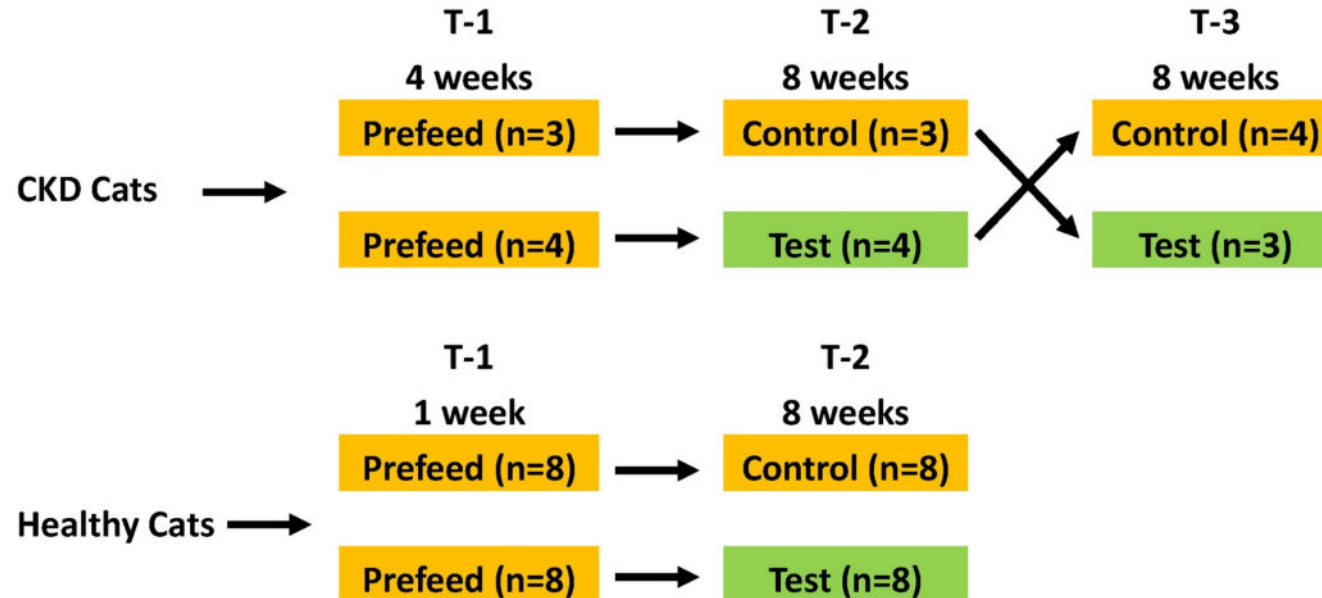 T-1 T-2 T-3
4 weeks 8 weeks 8 weeks
Prefeed (n=3) Control (n=3) Control (n=4)
CKD Cats
Prefeed (n=4) Test (n=4) Test (n=3)
T-1 T-2
1 week 8 weeks
Prefeed (n=8) Control (n=8)
Healthy Cats
Prefeed (n=8) Test (n=8)